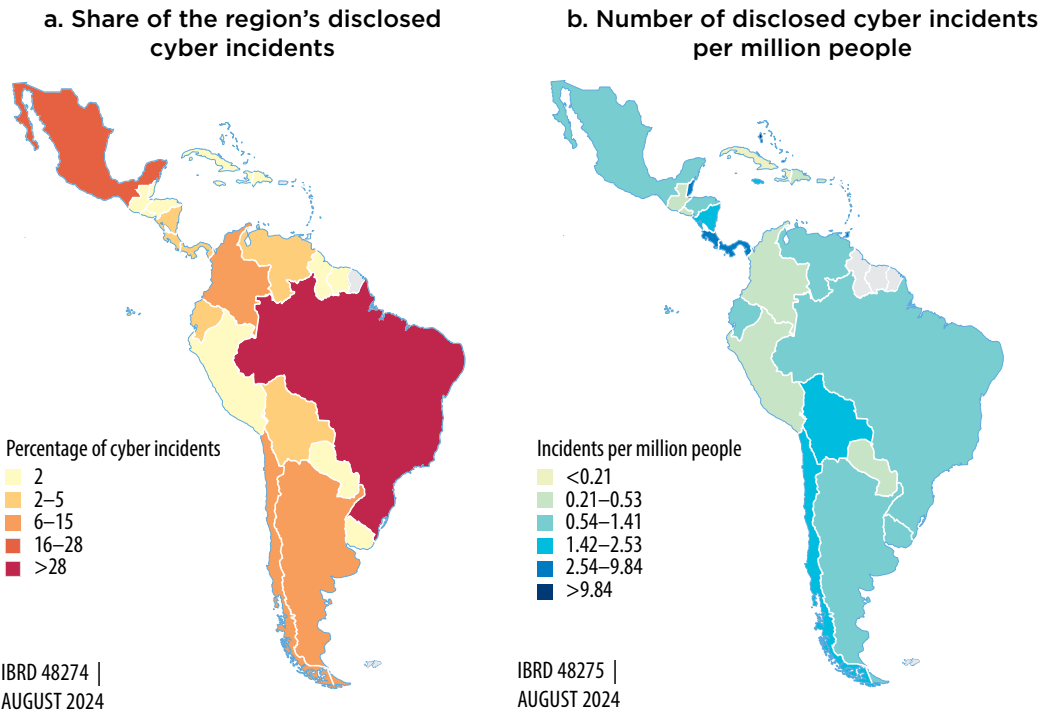 a. Share of the region's disclosed
cyber incidents
Percentage of cyber incidents
2
2–5
6–15
16–28
>28
IBRD 48274 |
AUGUST 2024
b. Number of disclosed cyber incidents
per million people
Incidents per million people
<0.21
0.21–0.53
0.54–1.41
1.42–2.53
2.54–9.84
>9.84
IBRD 48275 |
AUGUST 2024